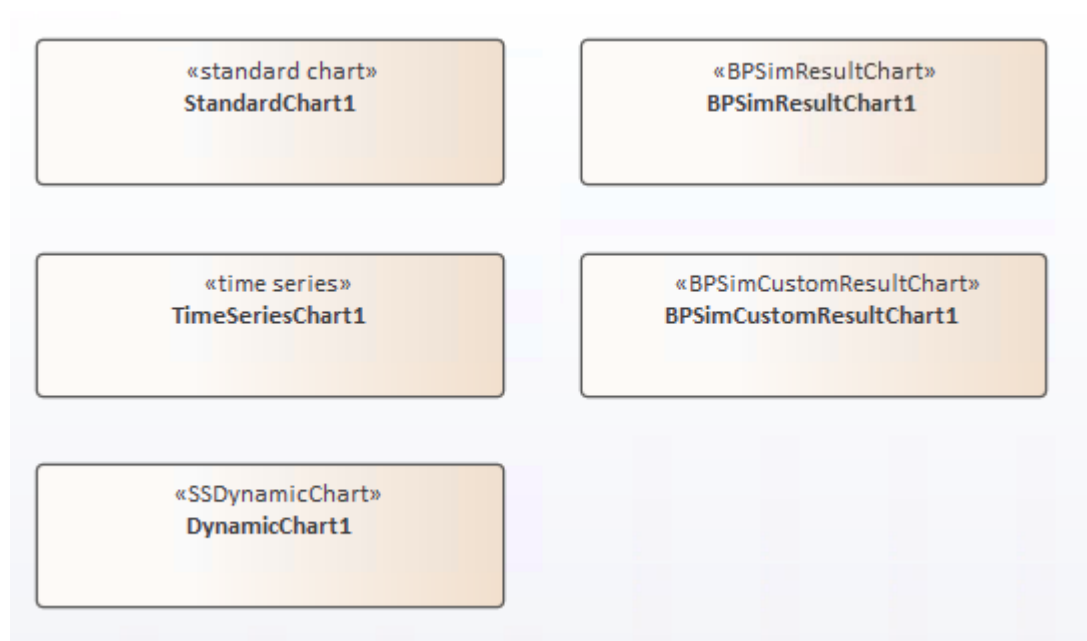 «standard chart»
StandardChart1
«BPSimResultChart»
BPSimResultChart1
«time series»
TimeSeriesChart1
«BPSimCustomResultChart»
BPSimCustomResultChart1
«SSDynamicChart»
DynamicChart1